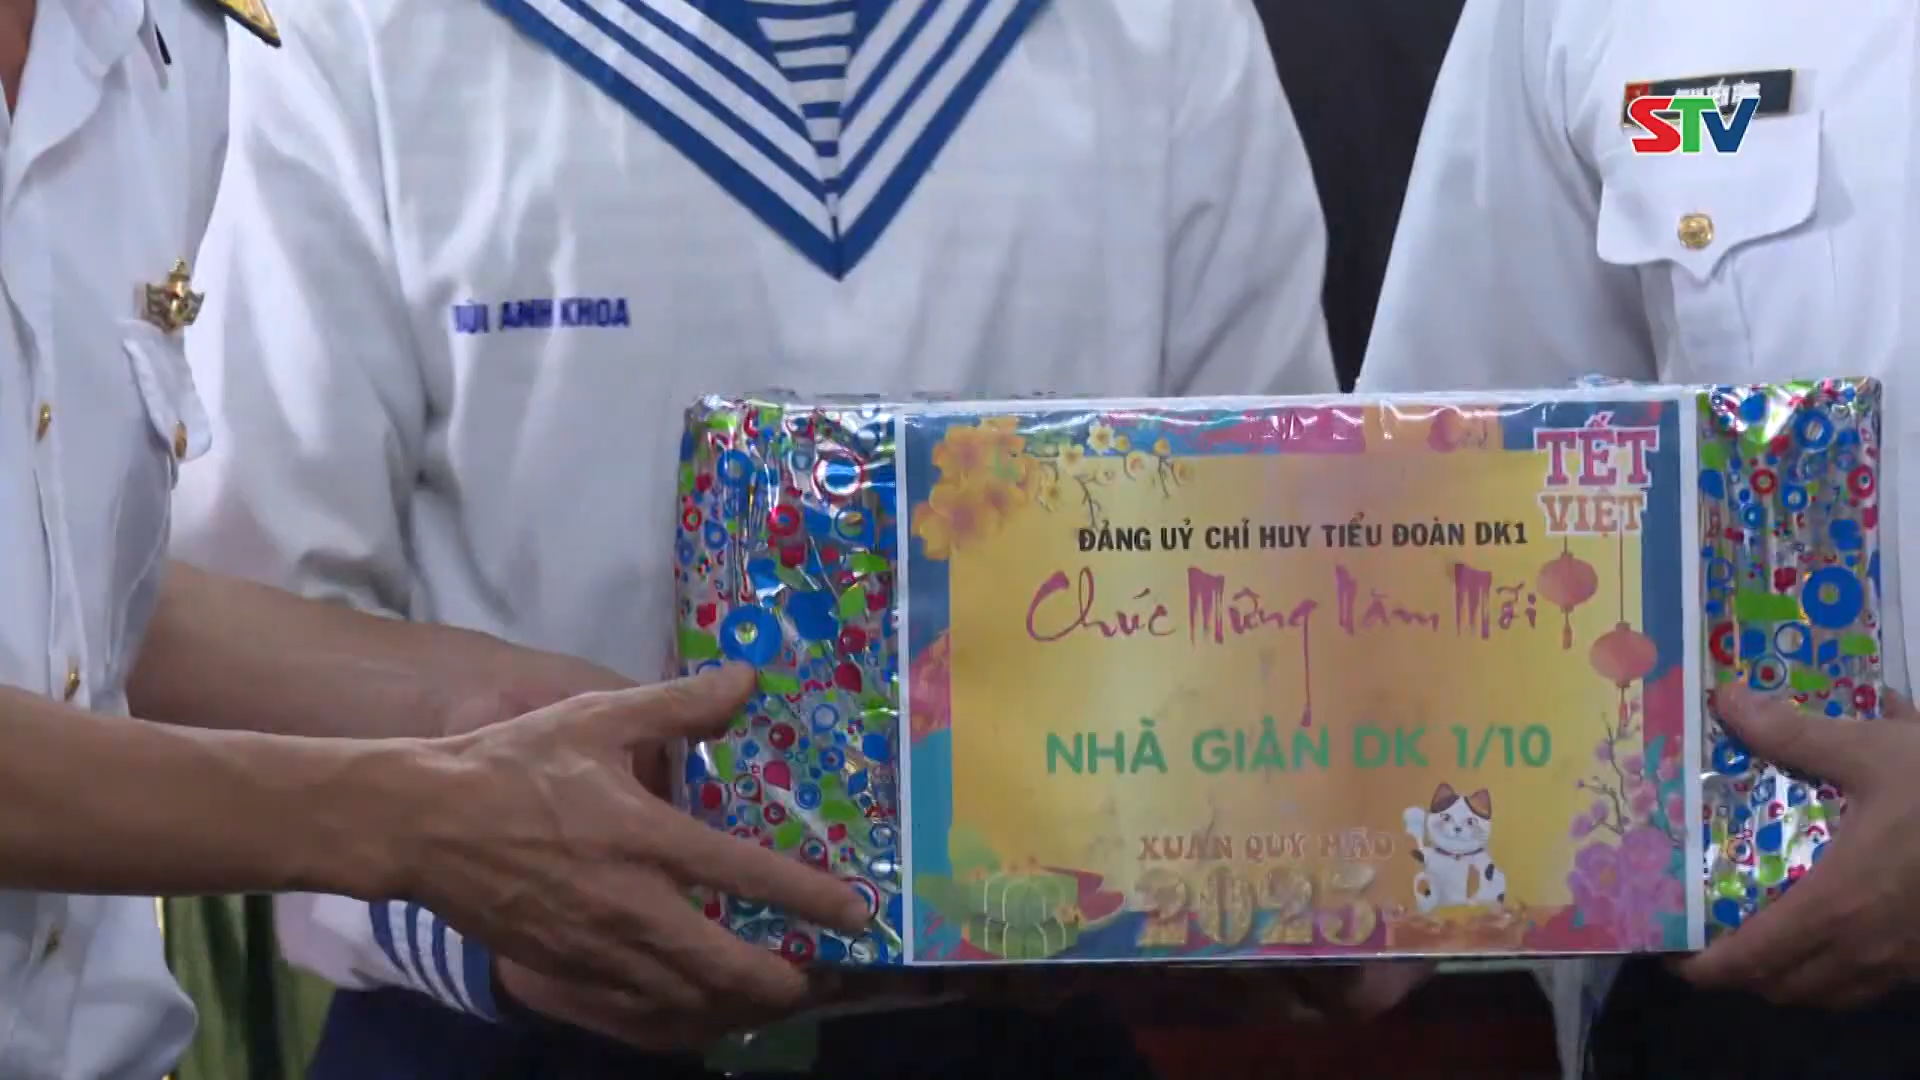 STV
BÙI ANH KHOA
TẾT
VIỆT
ĐẢNG UỶ CHỈ HUY TIỂU ĐOÀN DK1
Chúc Mừng Năm Mới
NHÀ GIÀN DK 1/10
XUÂN QUÝ MÃO
2023